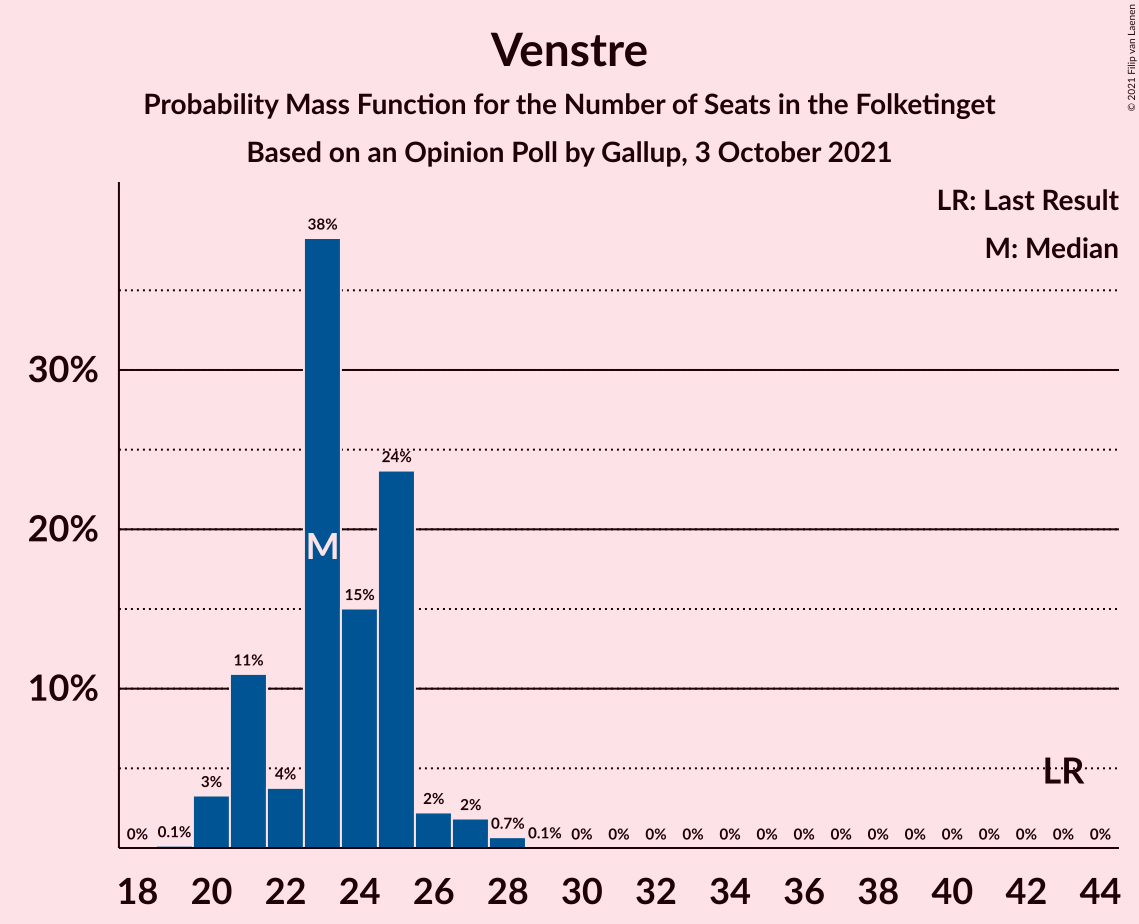 © 2021 Filip van Laenen
Venstre
Probability Mass Function for the Number of Seats in the Folketinget
Based on an Opinion Poll by Gallup, 3 October 2021
LR: Last Result
M: Median
30%
20%
10%
0% 0.1% 3% 11% 4% 38% 15% 24% 2% 2% 0.7% 0.1% 0% 0% 0% 0% 0% 0% 0% 0% 0% 0% 0% 0% 0% 0% 0%
M
LR
18 20 22 24 26 28 30 32 34 36 38 40 42 44